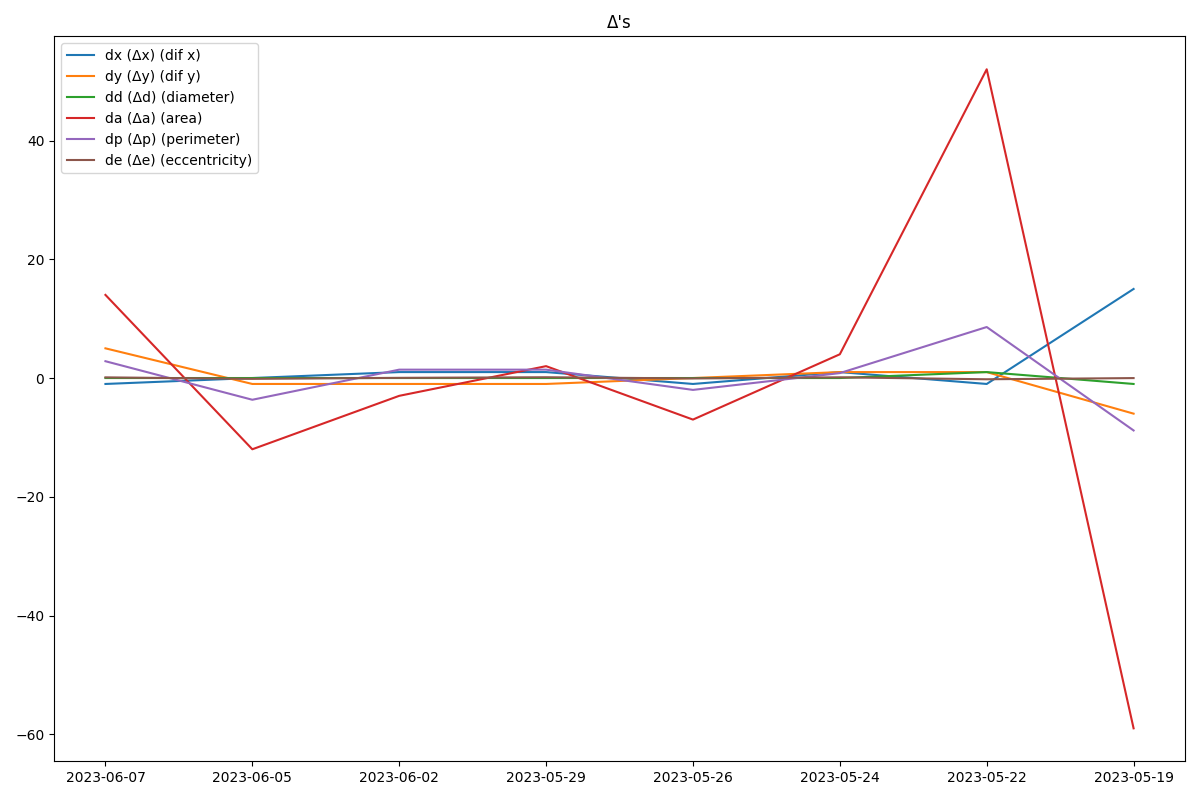 Δ's
dx (Δx) (dif x)
dy (Δy) (dif y)
dd (Δd) (diameter)
da (Δa) (area)
dp (Δp) (perimeter)
de (Δe) (eccentricity)
40
20
0
−20
−40
−60
2023-06-07 2023-06-05 2023-06-02 2023-05-29 2023-05-26 2023-05-24 2023-05-22 2023-05-19